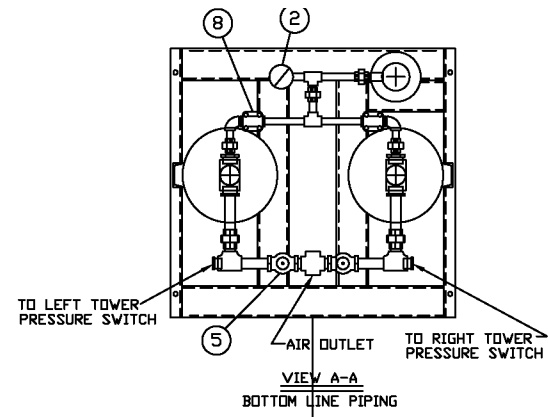 8
2
TO LEFT TOWER
PRESSURE SWITCH
5
AIR OUTLET
TO RIGHT TOWER
PRESSURE SWITCH
VIEW A-A
BOTTOM LINE PIPING